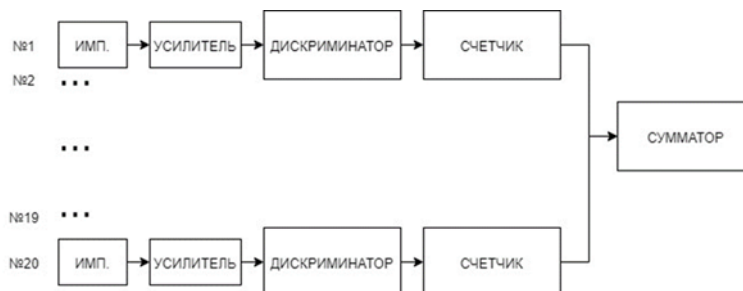 №1 ИМП. УСИЛИТЕЛЬ ДИСКРИМИНАТОР СЧЕТЧИК
№2 ...
СУММАТОР
...
№19 ...
№20 ИМП. УСИЛИТЕЛЬ ДИСКРИМИНАТОР СЧЕТЧИК